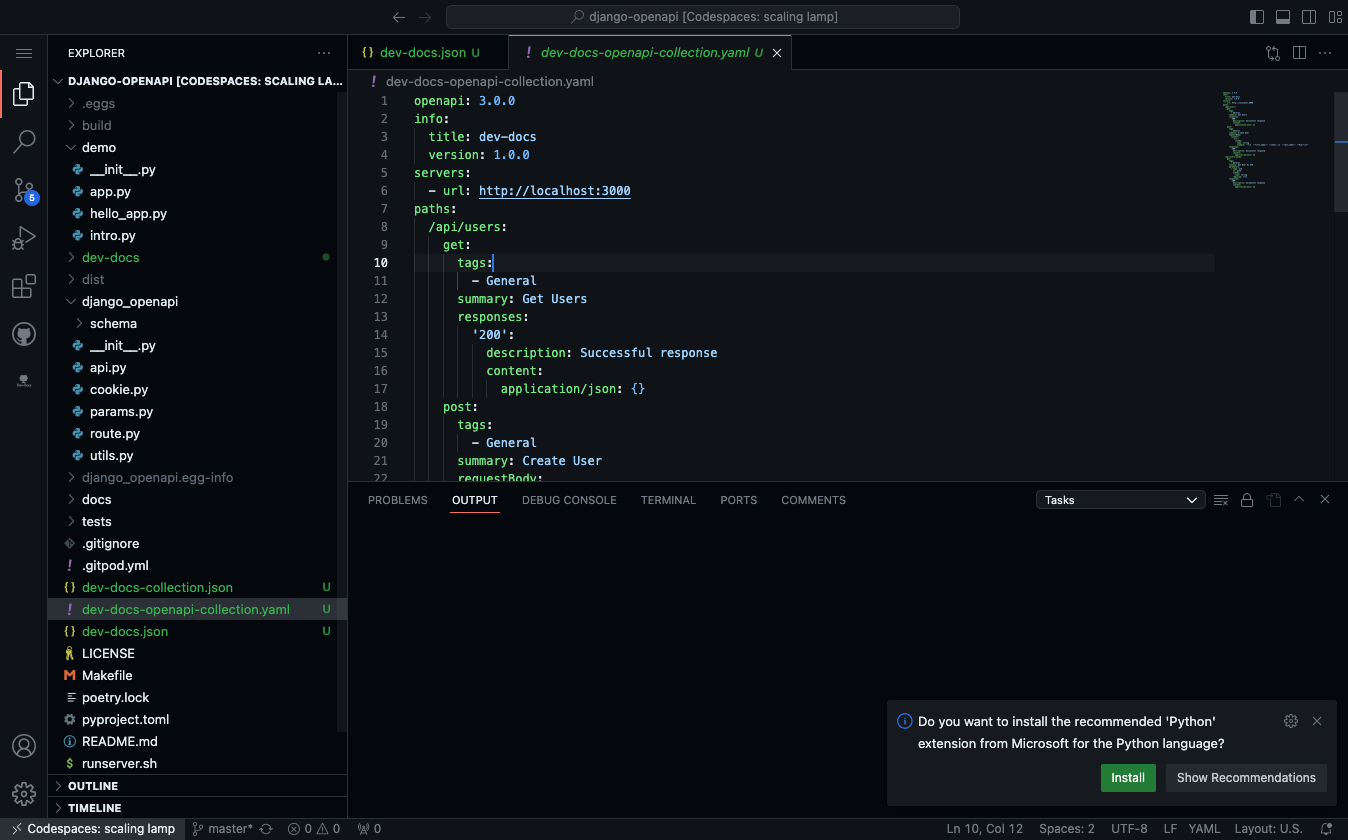 django-openapi [Codespaces: scaling lamp]
EXPLORER
DJANGO-OPENAPI [CODESPACES: SCALING LA...
.eggs
build
demo
__init__.py
app.py
hello_app.py
intro.py
dev-docs
dist
django_openapi
schema
__init__.py
api.py
cookie.py
params.py
route.py
utils.py
django_openapi.egg-info
docs
tests
.gitignore
.gitpod.yml
dev-docs-collection.json U
dev-docs-openapi-collection.yaml U
dev-docs.json U
LICENSE
Makefile
poetry.lock
pyproject.toml
README.md
runserver.sh
OUTLINE
TIMELINE
5
dev-docs.json U
dev-docs-openapi-collection.yaml U
dev-docs-openapi-collection.yaml
1 openapi: 3.0.0
2 info:
3 title: dev-docs
4 version: 1.0.0
5 servers:
6 - url: http://localhost:3000
7 paths:
8 /api/users:
9 get:
10 tags:
11 - General
12 summary: Get Users
13 responses:
14 '200':
15 description: Successful response
16 content:
17 application/json: {}
18 post:
19 tags:
20 - General
21 summary: Create User
22 requestBody:
PROBLEMS OUTPUT DEBUG CONSOLE TERMINAL PORTS COMMENTS
Tasks
Do you want to install the recommended 'Python'
extension from Microsoft for the Python language?
Install Show Recommendations
Codespaces: scaling lamp master* 0 0 0 Ln 10, Col 12 Spaces: 2 UTF-8 LF YAML Layout: U.S.